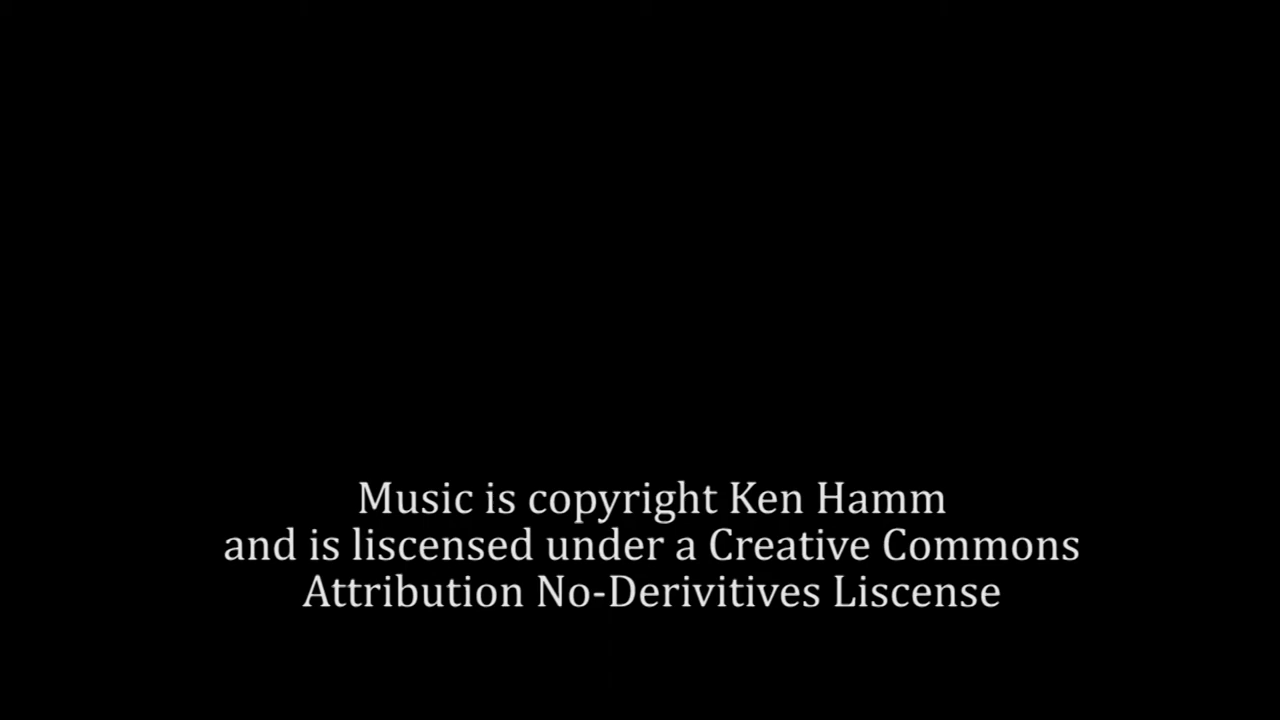 Music is copyright Ken Hamm
and is liscensed under a Creative Commons
Attribution No-Derivitives Liscense